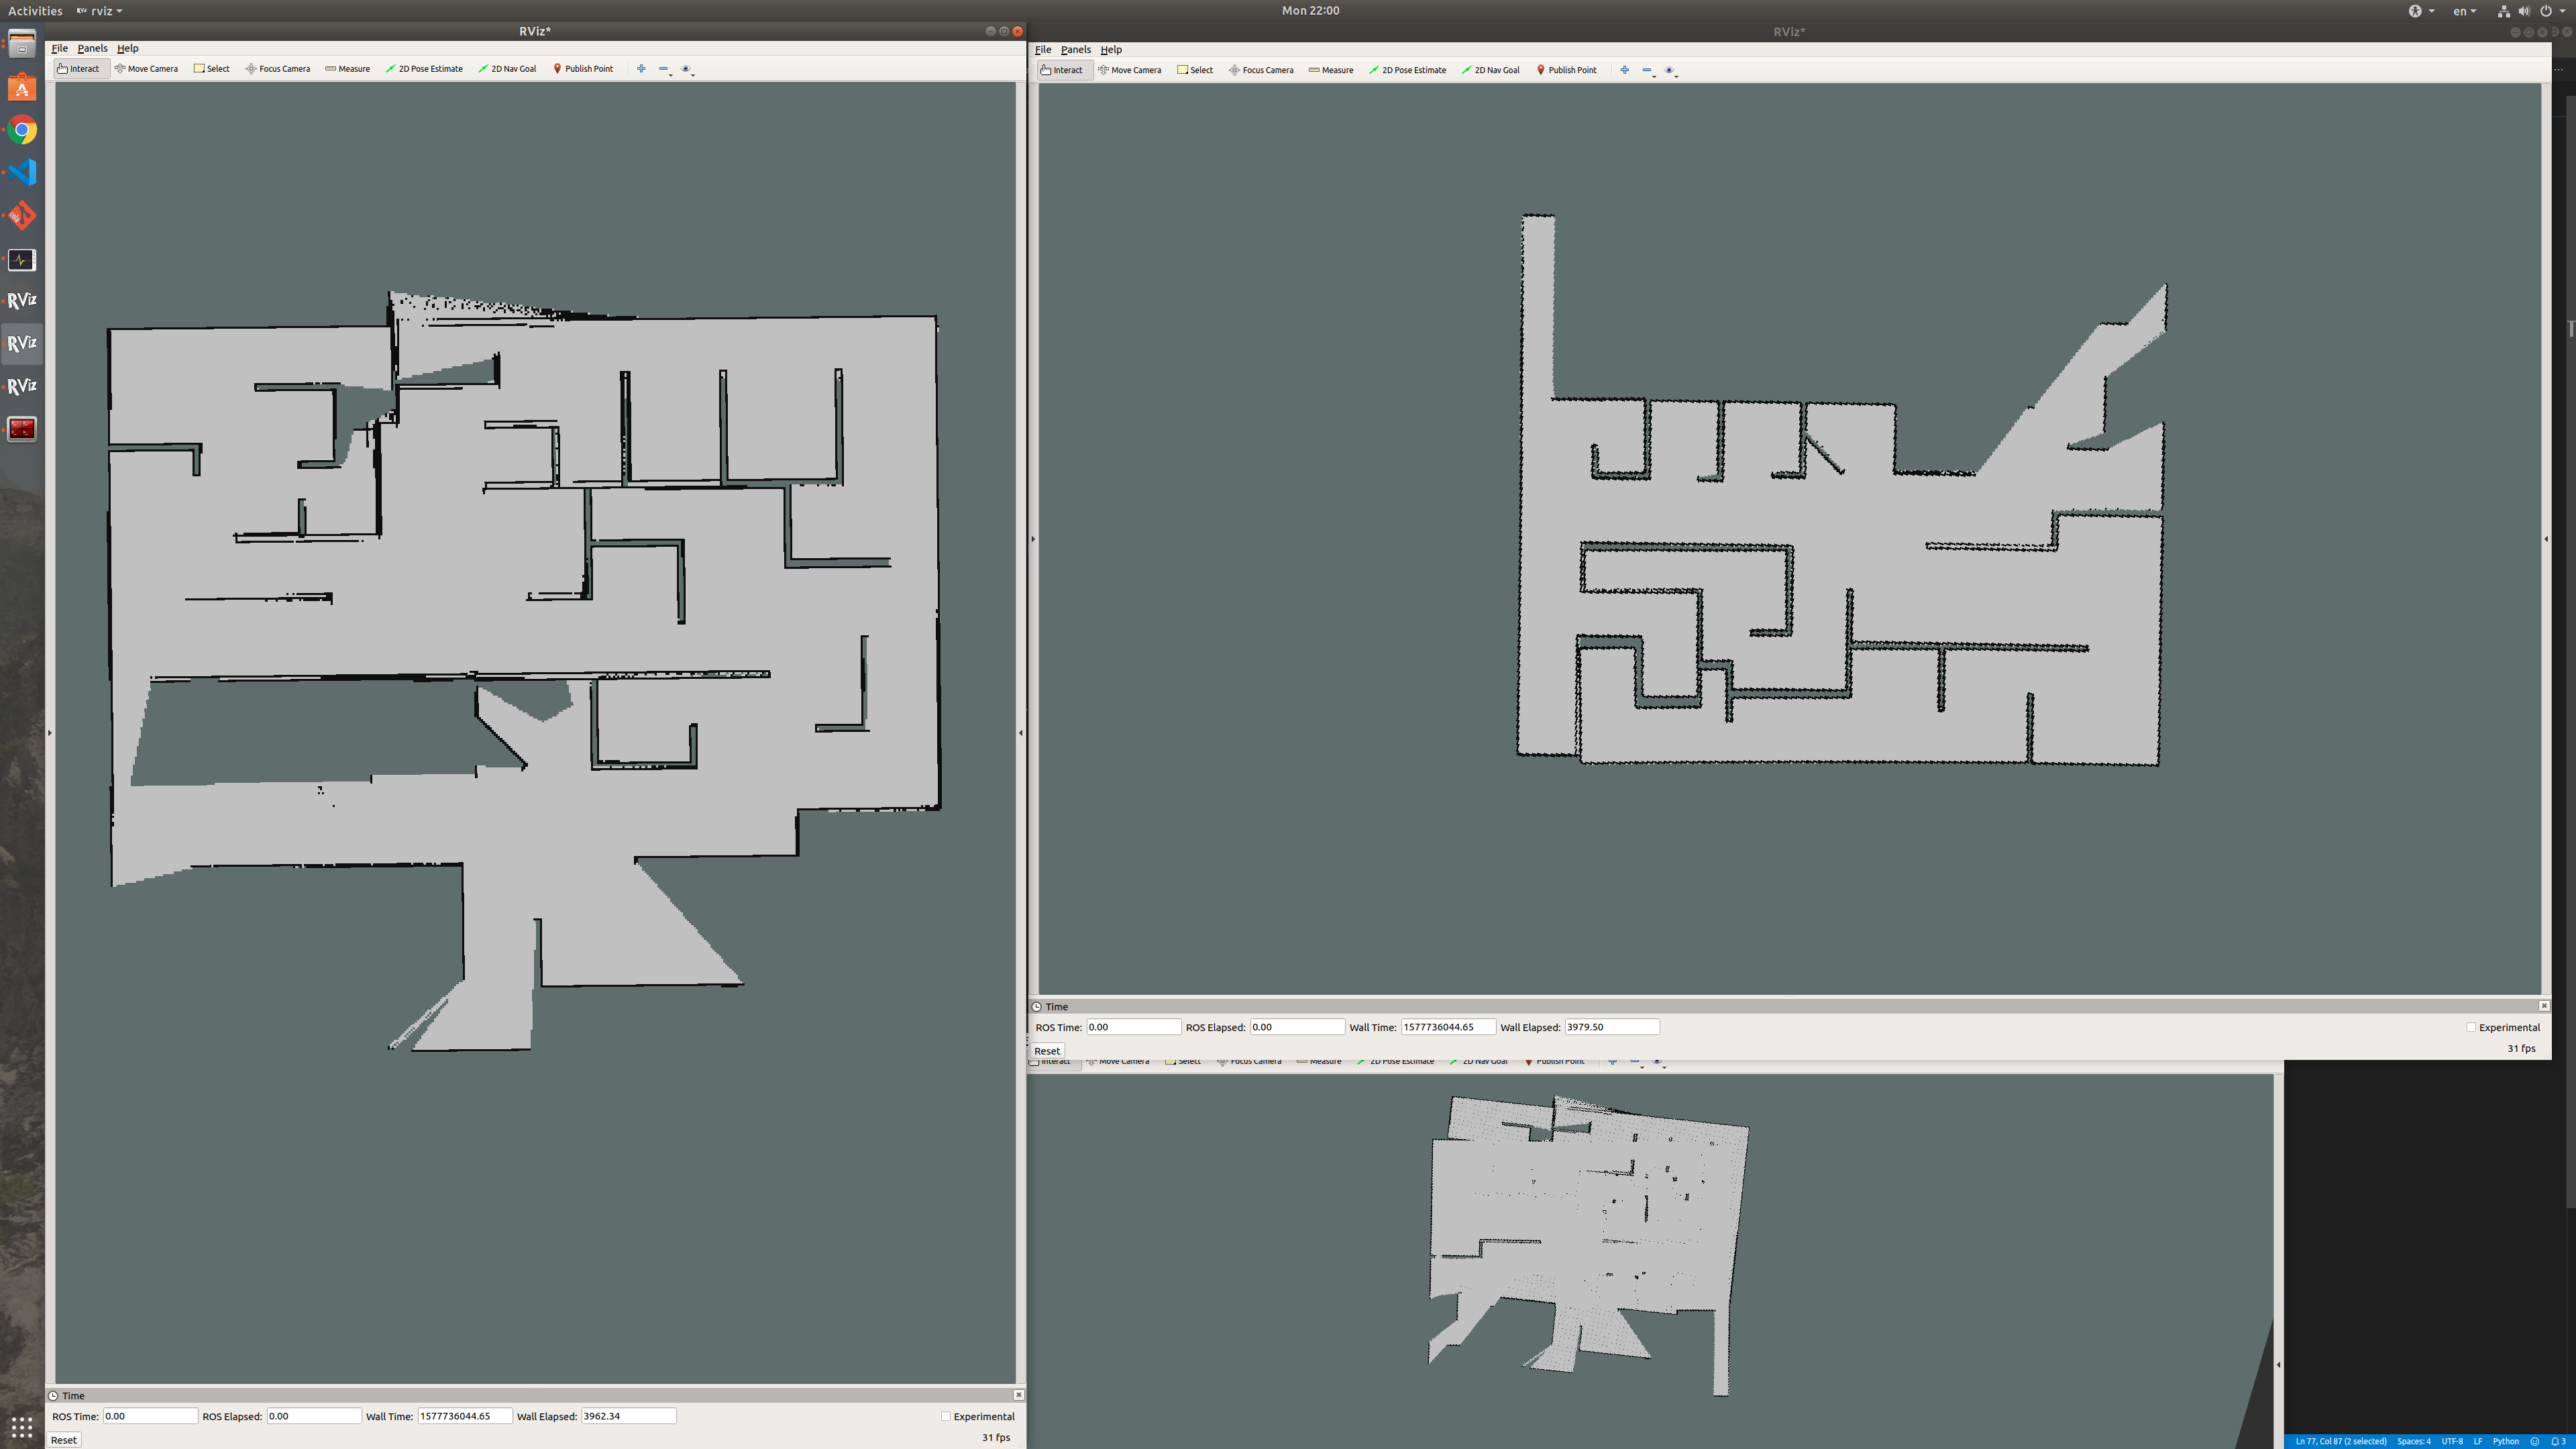 Activities rviz Mon 22:00 en
RViz*
File Panels Help
Interact Move Camera Select Focus Camera Measure 2D Pose Estimate 2D Nav Goal Publish Point
RViz
RViz
RViz
Time
ROS Time: 0.00 ROS Elapsed: 0.00 Wall Time: 1577736044.65 Wall Elapsed: 3962.34 Experimental
Reset 31 fps
RViz*
File Panels Help
Interact Move Camera Select Focus Camera Measure 2D Pose Estimate 2D Nav Goal Publish Point
Time
ROS Time: 0.00 ROS Elapsed: 0.00 Wall Time: 1577736044.65 Wall Elapsed: 3979.50 Experimental
Reset 31 fps
Interact Move Camera Select Focus Camera Measure 2D Pose Estimate 2D Nav Goal Publish Point
Ln 77, Col 87 (2 selected) Spaces: 4 UTF-8 LF Python 3